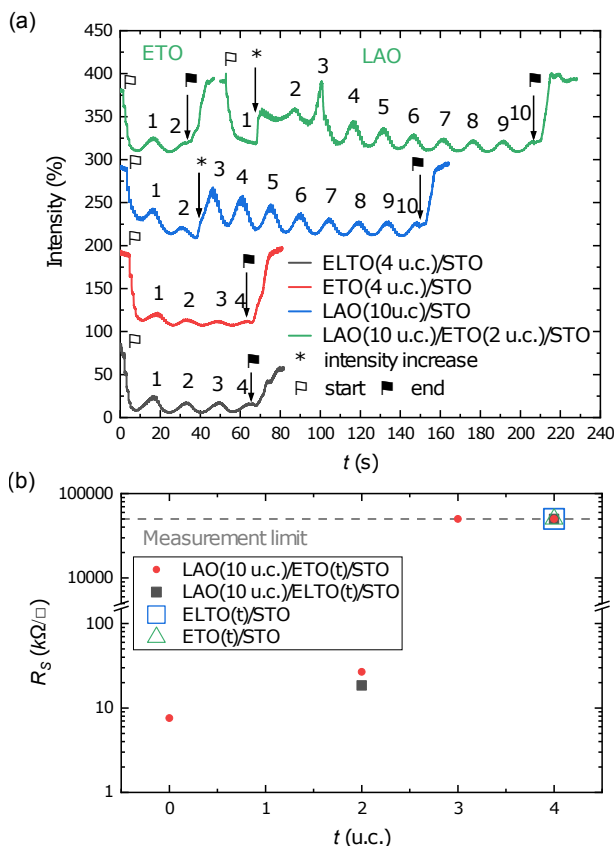 (a)
ETO
LAO
*
3
1
2
1
2
4
5
6
7
8
9
10
*
3
4
5
1
2
6
7
8
9
10
1
2
3
4
1
2
3
4
ELTO(4 u.c.)/STO
ETO(4 u.c.)/STO
LAO(10u.c)/STO
LAO(10 u.c.)/ETO(2 u.c.)/STO
* intensity increase
start end
Intensity (%)
0
50
100
150
200
250
300
350
400
450
0 20 40 60 80 100 120 140 160 180 200 220 240
t (s)
(b)
100000
10000
100
10
1
Measurement limit
LAO(10 u.c.)/ETO(t)/STO
LAO(10 u.c.)/ELTO(t)/STO
ELTO(t)/STO
ETO(t)/STO
R_S (kΩ/□)
0 1 2 3 4
t (u.c.)